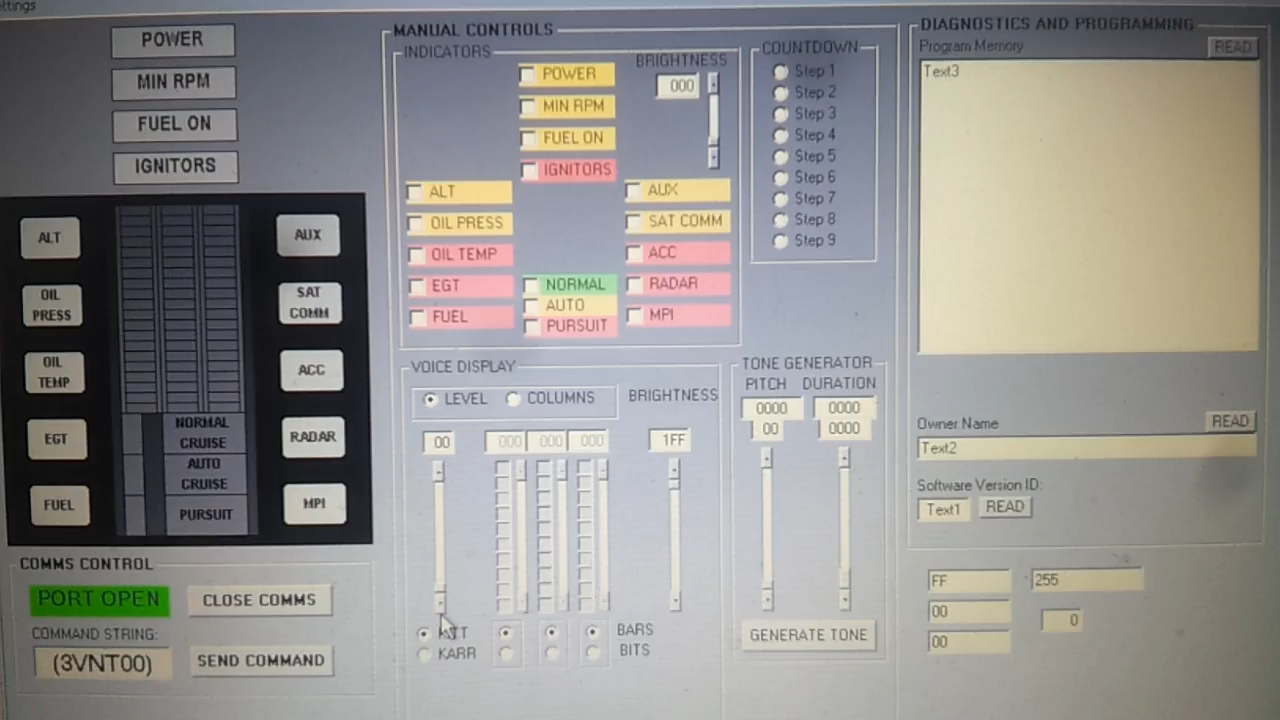 ttings
POWER
MIN RPM
FUEL ON
IGNITORS
ALT
OIL PRESS
OIL TEMP
EGT
FUEL
AUX
SAT COMM
ACC
RADAR
MPI
NORMAL CRUISE
AUTO CRUISE
PURSUIT
COMMS CONTROL
PORT OPEN
CLOSE COMMS
COMMAND STRING:
(3VNT00)
SEND COMMAND
MANUAL CONTROLS
INDICATORS
POWER
MIN RPM
FUEL ON
IGNITORS
BRIGHTNESS
000
ALT
OIL PRESS
OIL TEMP
EGT
FUEL
NORMAL
AUTO
PURSUIT
AUX
SAT COMM
ACC
RADAR
MPI
COUNTDOWN
Step 1
Step 2
Step 3
Step 4
Step 5
Step 6
Step 7
Step 8
Step 9
VOICE DISPLAY
LEVEL COLUMNS
BRIGHTNESS
00 000 000 000 1FF
BARS
KARR BITS
TONE GENERATOR
PITCH DURATION
0000 0000
00 0000
GENERATE TONE
DIAGNOSTICS AND PROGRAMMING
Program Memory READ
Text3
Owner Name READ
Text2
Software Version ID:
Text1 READ
FF 255
00 0
00